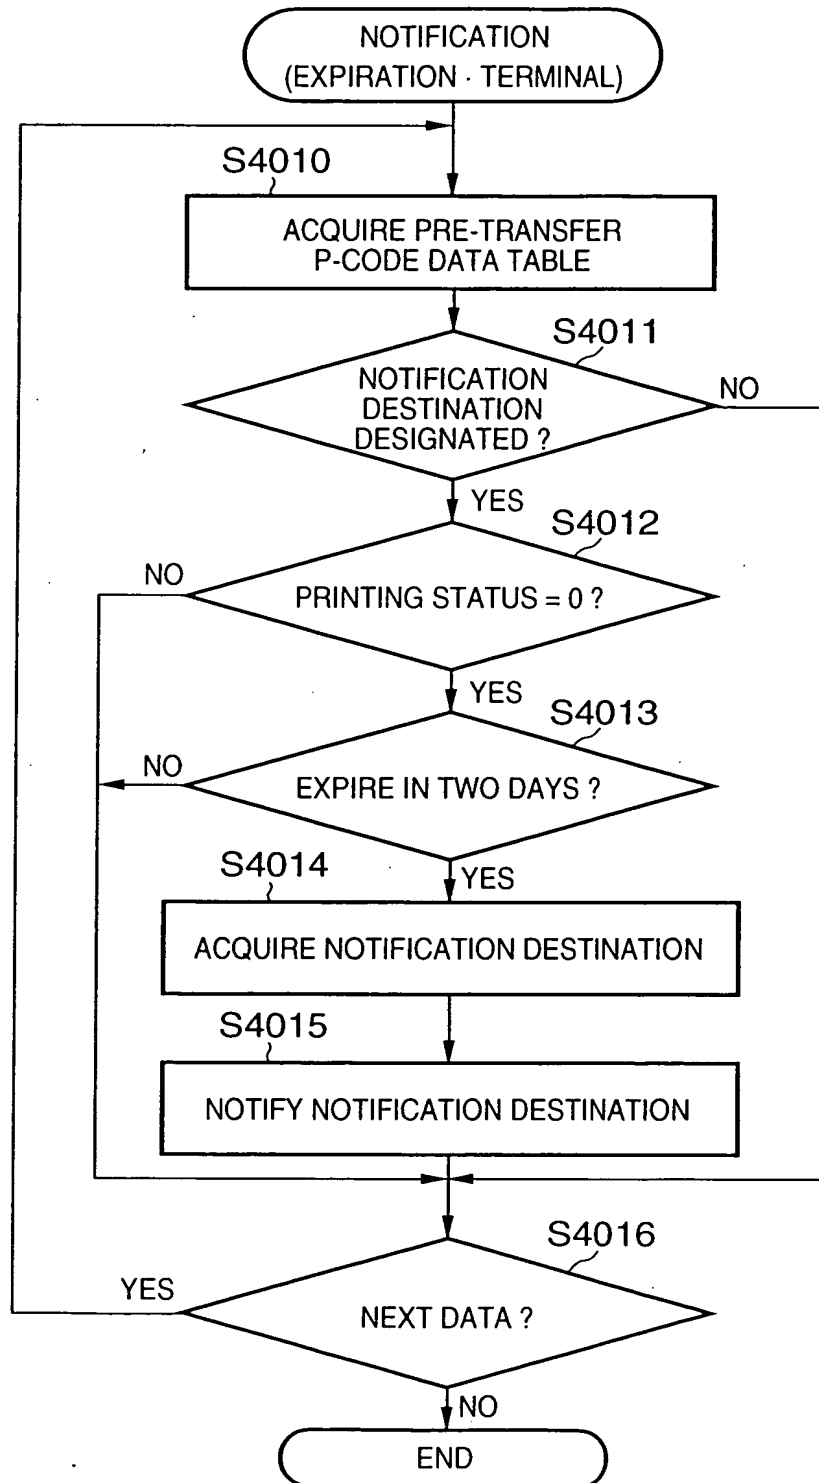 NOTIFICATION
(EXPIRATION · TERMINAL)
S4010
ACQUIRE PRE-TRANSFER
P-CODE DATA TABLE
S4011
NOTIFICATION
DESTINATION
DESIGNATED ?
NO
YES
S4012
NO
PRINTING STATUS = 0 ?
YES
S4013
NO
EXPIRE IN TWO DAYS ?
YES
S4014
ACQUIRE NOTIFICATION DESTINATION
S4015
NOTIFY NOTIFICATION DESTINATION
S4016
YES
NEXT DATA ?
NO
END